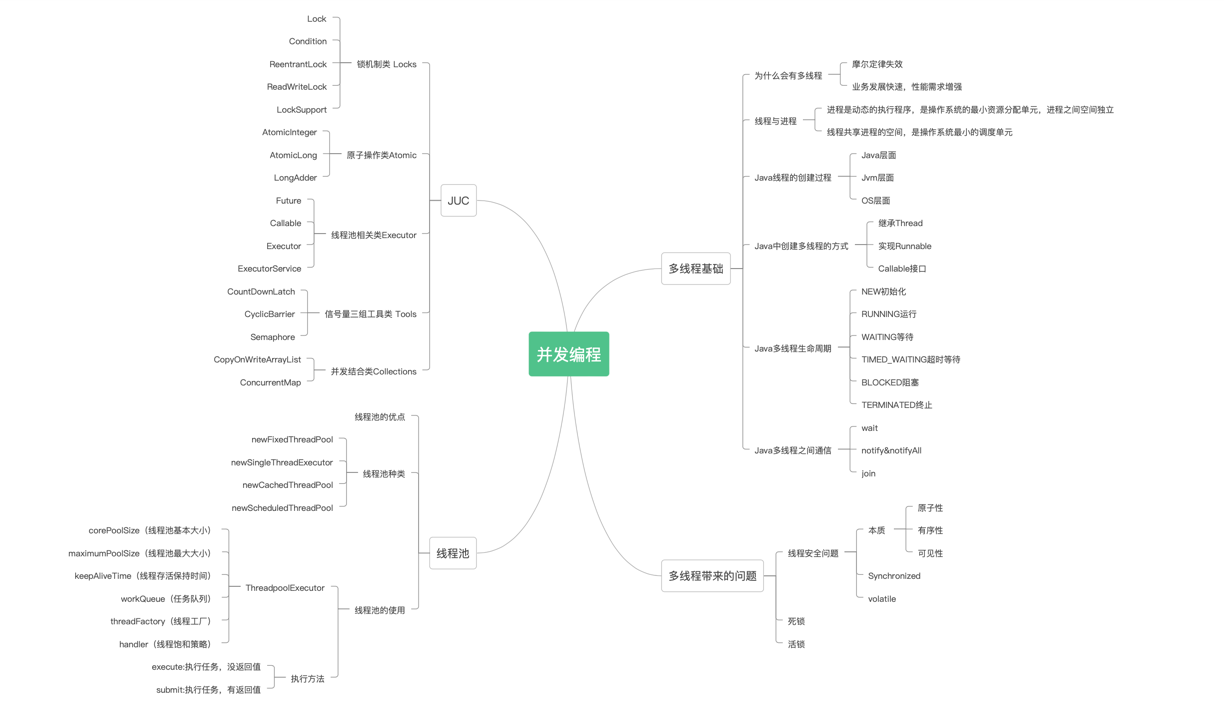 并发编程
多线程基础
为什么会有多线程
摩尔定律失效
业务发展快速，性能需求增强
线程与进程
进程是动态的执行程序，是操作系统的最小资源分配单元，进程之间空间独立
线程共享进程的空间，是操作系统最小的调度单元
Java线程的创建过程
Java层面
Jvm层面
OS层面
Java中创建多线程的方式
继承Thread
实现Runnable
Callable接口
Java多线程生命周期
NEW初始化
RUNNING运行
WAITING等待
TIMED_WAITING超时等待
BLOCKED阻塞
TERMINATED终止
Java多线程之间通信
wait
notify&notifyAll
join
多线程带来的问题
线程安全问题
本质
原子性
有序性
可见性
Synchronized
volatile
死锁
活锁
JUC
锁机制类 Locks
Lock
Condition
ReentrantLock
ReadWriteLock
LockSupport
原子操作类Atomic
AtomicInteger
AtomicLong
LongAdder
线程池相关类Executor
Future
Callable
Executor
ExecutorService
信号量三组工具类 Tools
CountDownLatch
CyclicBarrier
Semaphore
并发结合类Collections
CopyOnWriteArrayList
ConcurrentMap
线程池
线程池的优点
线程池种类
newFixedThreadPool
newSingleThreadExecutor
newCachedThreadPool
newScheduledThreadPool
线程池的使用
ThreadpoolExecutor
corePoolSize（线程池基本大小）
maximumPoolSize（线程池最大大小）
keepAliveTime（线程存活保持时间）
workQueue（任务队列）
threadFactory（线程工厂）
handler（线程饱和策略）
执行方法
execute:执行任务，没返回值
submit:执行任务，有返回值